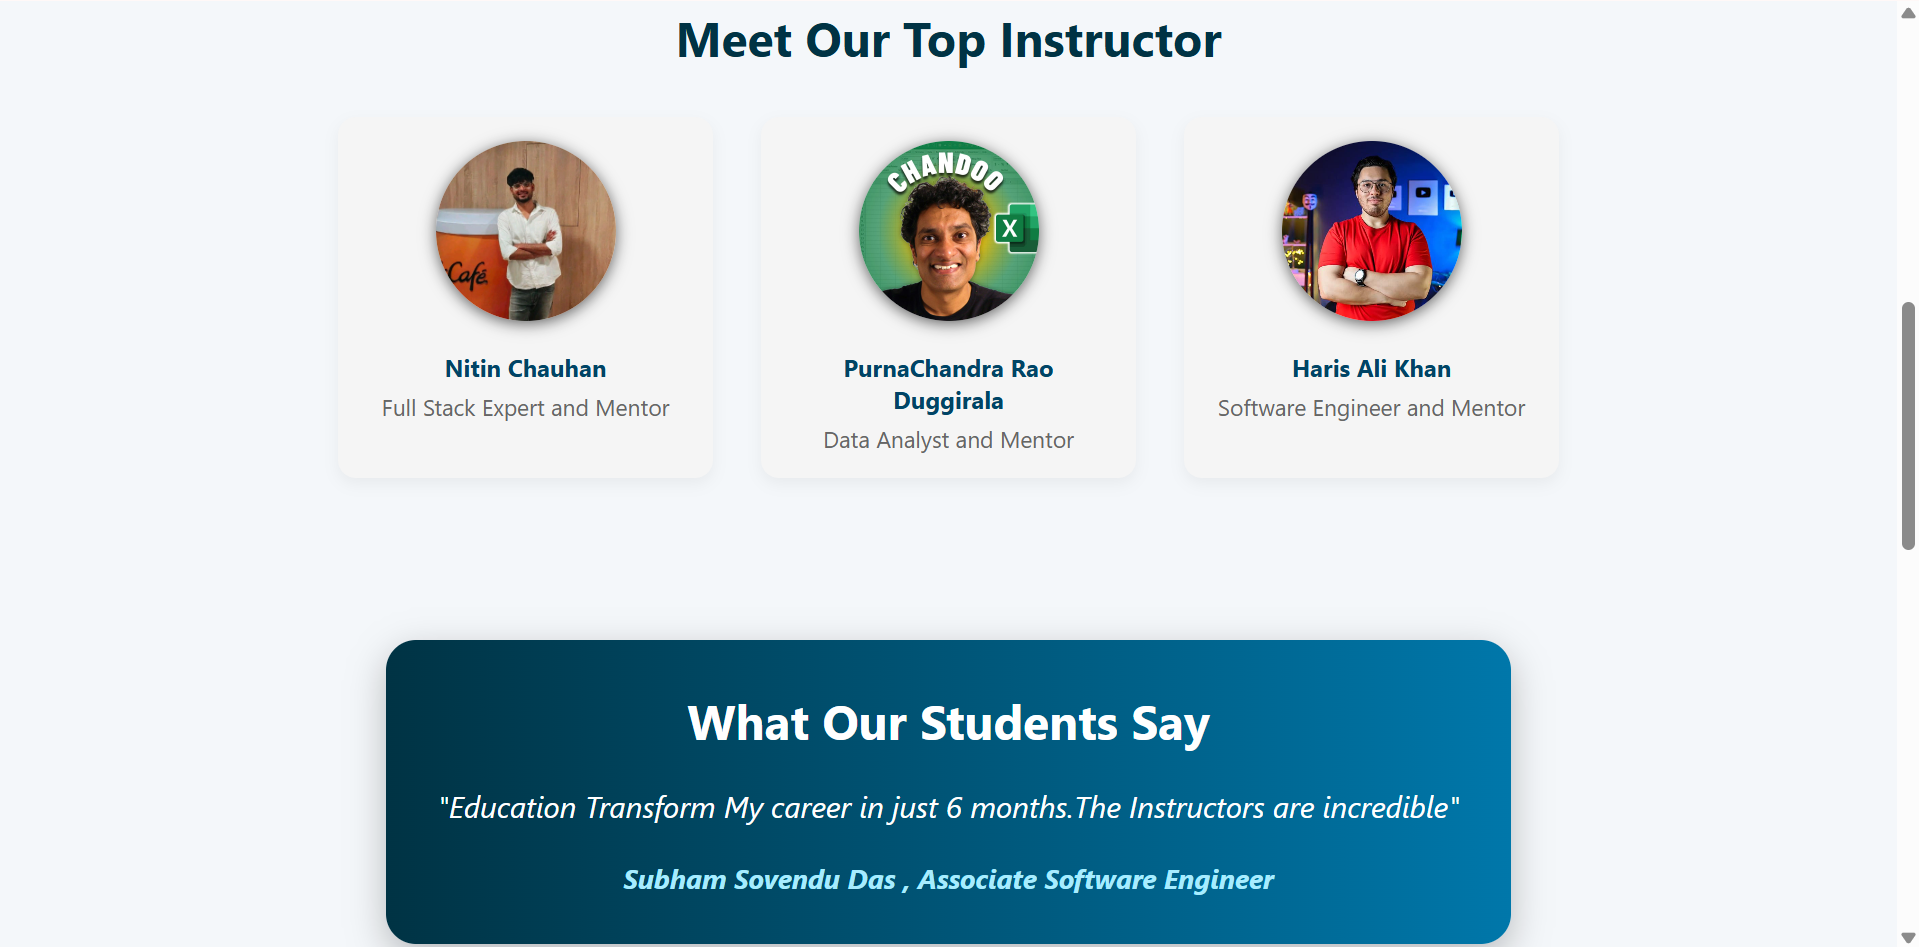 Meet Our Top Instructor
Café
CHANDOO
X
Nitin Chauhan
Full Stack Expert and Mentor
PurnaChandra Rao
Duggirala
Data Analyst and Mentor
Haris Ali Khan
Software Engineer and Mentor
What Our Students Say
"Education Transform My career in just 6 months.The Instructors are incredible"
Subham Sovendu Das , Associate Software Engineer